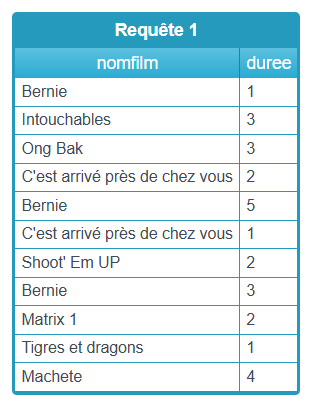 Requête 1
nomfilm duree
Bernie 1
Intouchables 3
Ong Bak 3
C'est arrivé près de chez vous 2
Bernie 5
C'est arrivé près de chez vous 1
Shoot' Em UP 2
Bernie 3
Matrix 1 2
Tigres et dragons 1
Machete 4